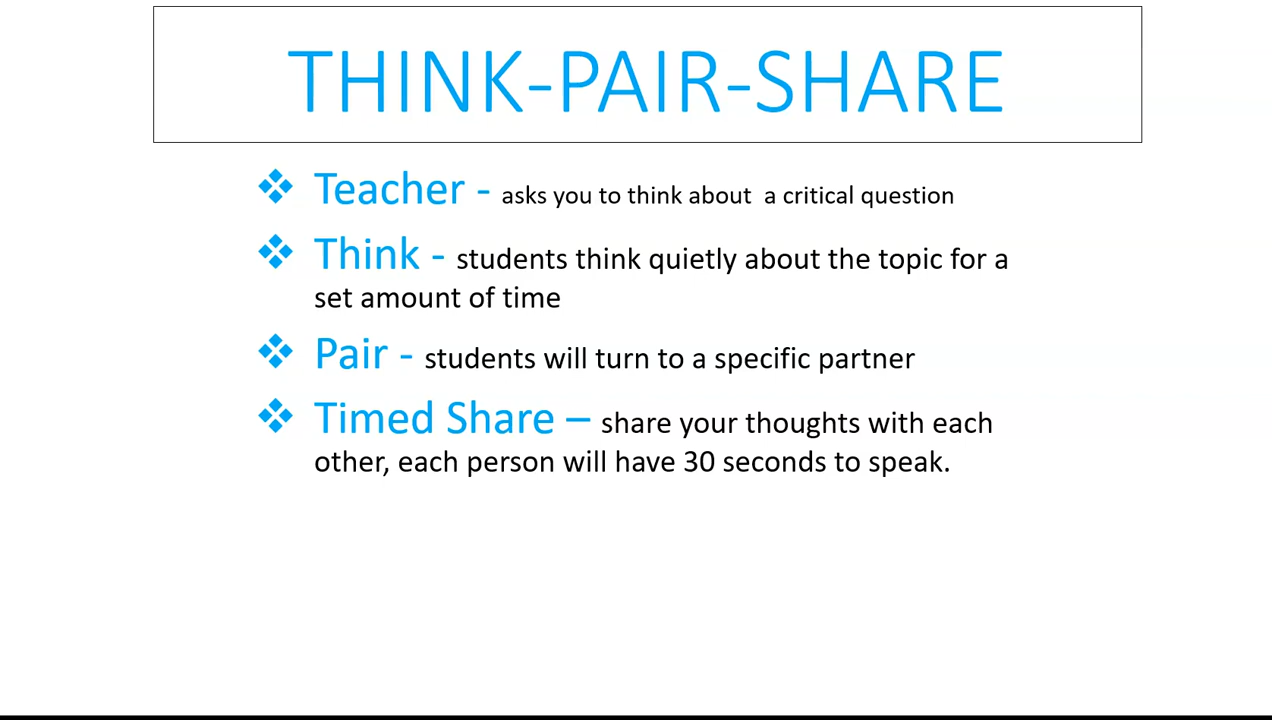 THINK-PAIR-SHARE
❖ Teacher - asks you to think about  a critical question
❖ Think - students think quietly about the topic for a
set amount of time
❖ Pair - students will turn to a specific partner
❖ Timed Share – share your thoughts with each
other, each person will have 30 seconds to speak.